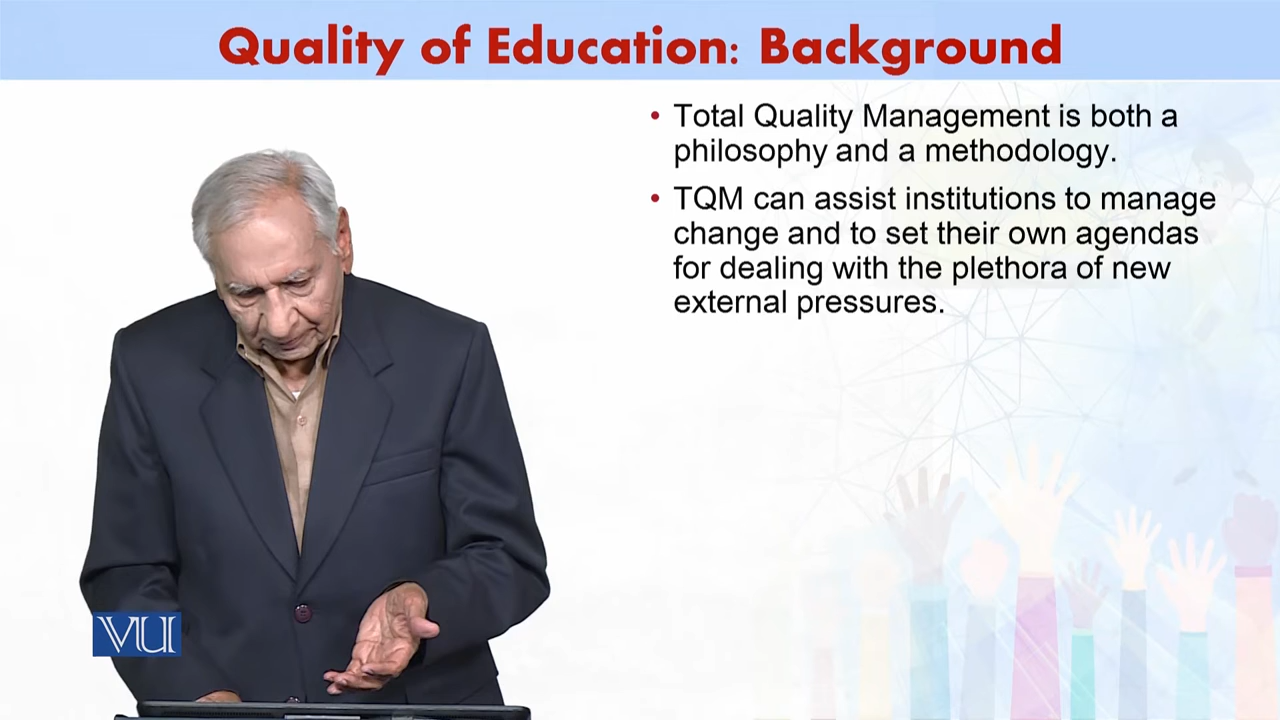 Quality of Education: Background
• Total Quality Management is both a
philosophy and a methodology.
• TQM can assist institutions to manage
change and to set their own agendas
for dealing with the plethora of new
external pressures.
VU